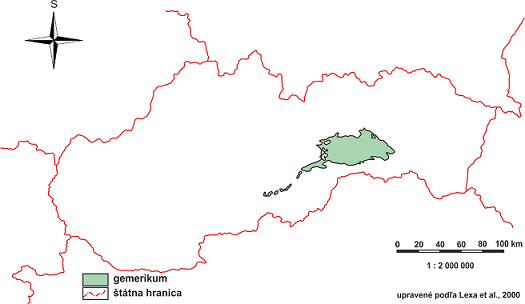 S
0 20 40 60 80 100 km
1 : 2 000 000
gemerikum
štátna hranica
upravené podľa Lexa et al., 2000